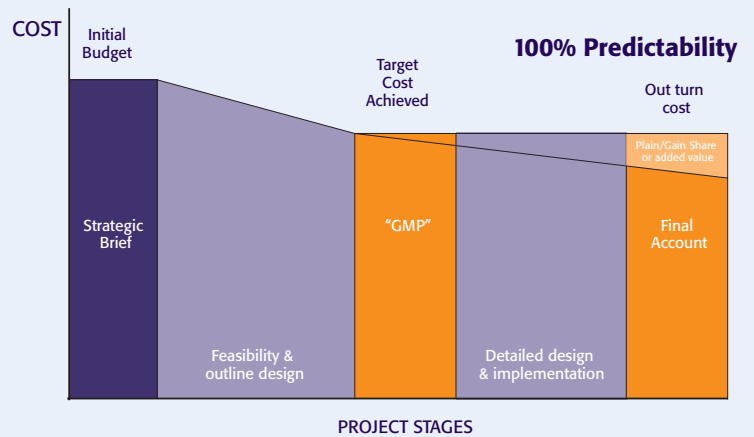 COST
Initial
Budget
100% Predictability
Target
Cost
Achieved
Out turn
cost
Plain/Gain Share
or added value
Strategic
Brief
“GMP”
Final
Account
Feasibility &
outline design
Detailed design
& implementation
PROJECT STAGES